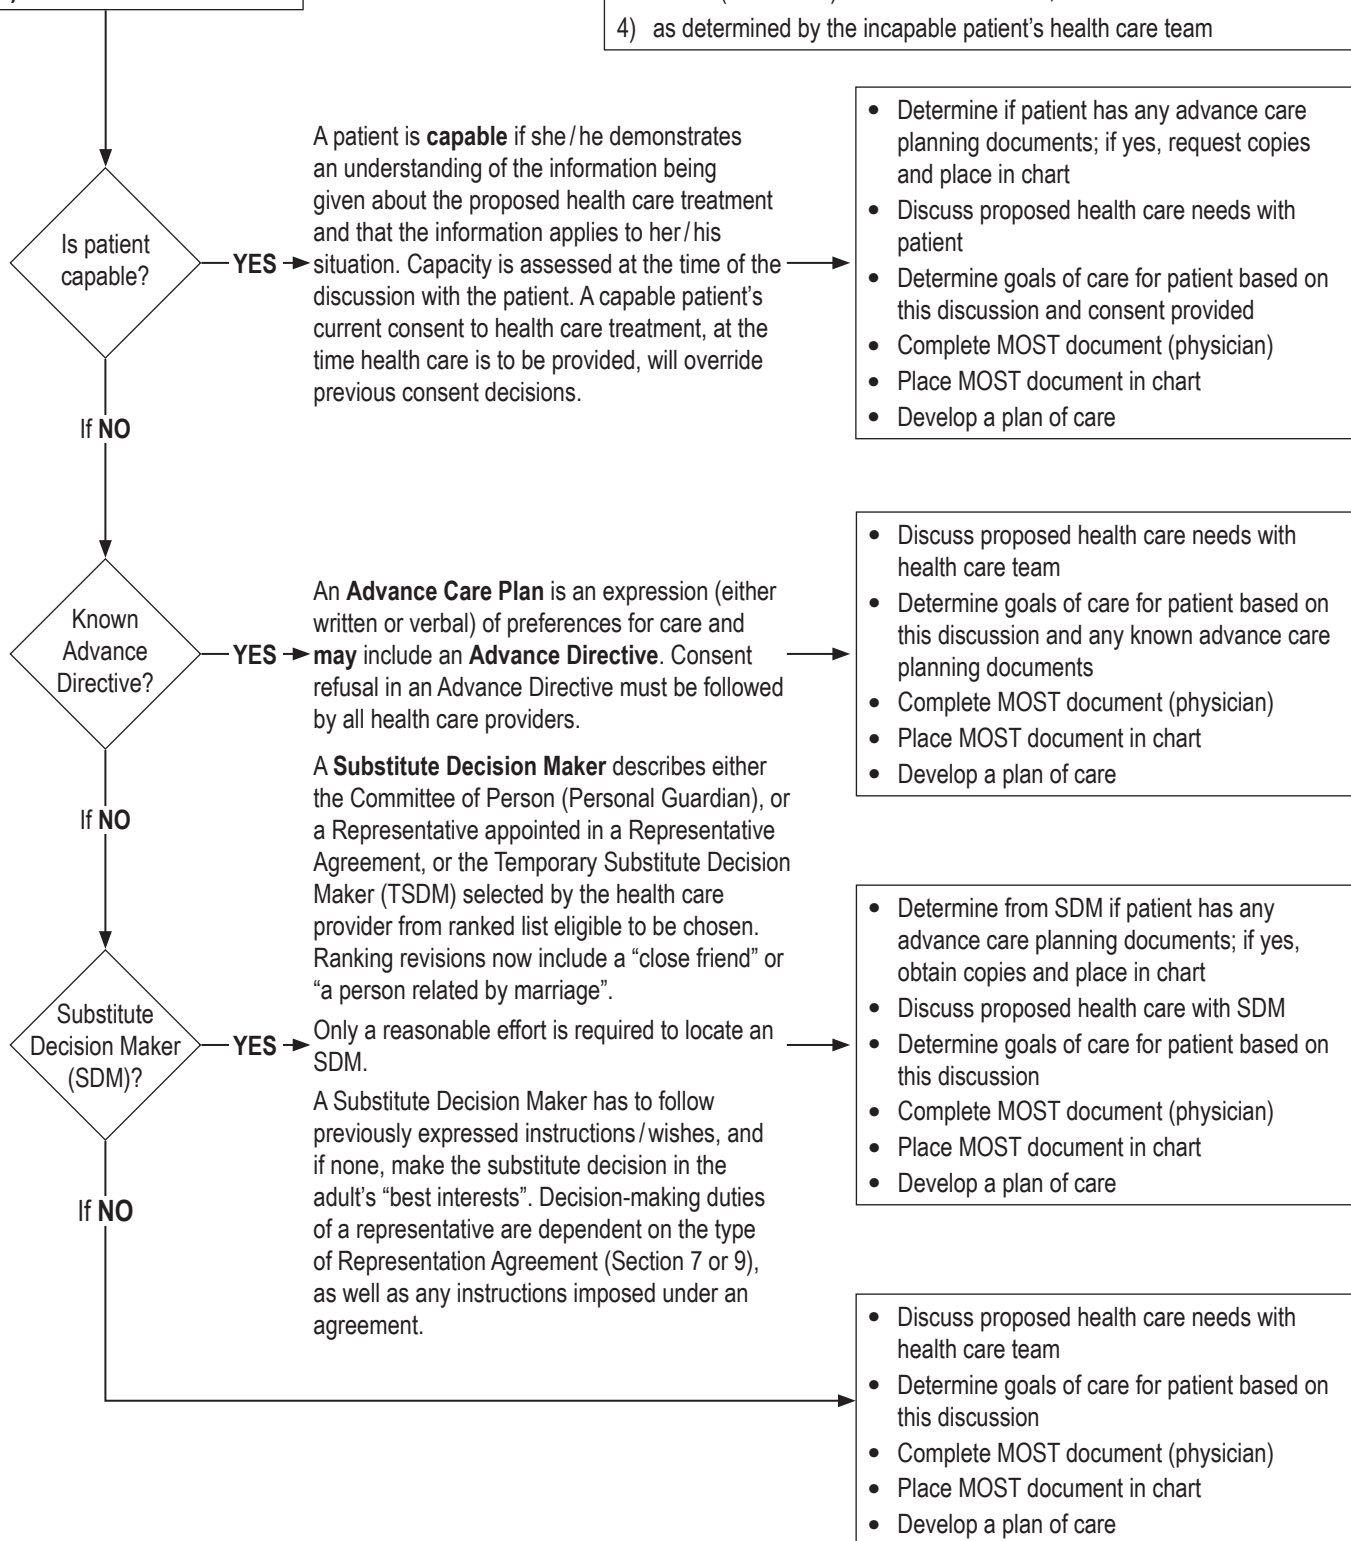 4) as determined by the incapable patient’s health care team
Is patient
capable?
YES
A patient is capable if she/he demonstrates
an understanding of the information being
given about the proposed health care treatment
and that the information applies to her/his
situation. Capacity is assessed at the time of the
discussion with the patient. A capable patient’s
current consent to health care treatment, at the
time health care is to be provided, will override
previous consent decisions.
• Determine if patient has any advance care
planning documents; if yes, request copies
and place in chart
• Discuss proposed health care needs with
patient
• Determine goals of care for patient based on
this discussion and consent provided
• Complete MOST document (physician)
• Place MOST document in chart
• Develop a plan of care
If NO
Known
Advance
Directive?
YES
An Advance Care Plan is an expression (either
written or verbal) of preferences for care and
may include an Advance Directive. Consent
refusal in an Advance Directive must be followed
by all health care providers.
• Discuss proposed health care needs with
health care team
• Determine goals of care for patient based on
this discussion and any known advance care
planning documents
• Complete MOST document (physician)
• Place MOST document in chart
• Develop a plan of care
If NO
Substitute
Decision Maker
(SDM)?
YES
A Substitute Decision Maker describes either
the Committee of Person (Personal Guardian), or
a Representative appointed in a Representative
Agreement, or the Temporary Substitute Decision
Maker (TSDM) selected by the health care
provider from ranked list eligible to be chosen.
Ranking revisions now include a “close friend” or
“a person related by marriage”.
Only a reasonable effort is required to locate an
SDM.
A Substitute Decision Maker has to follow
previously expressed instructions/wishes, and
if none, make the substitute decision in the
adult’s “best interests”. Decision-making duties
of a representative are dependent on the type
of Representation Agreement (Section 7 or 9),
as well as any instructions imposed under an
agreement.
• Determine from SDM if patient has any
advance care planning documents; if yes,
obtain copies and place in chart
• Discuss proposed health care with SDM
• Determine goals of care for patient based on
this discussion
• Complete MOST document (physician)
• Place MOST document in chart
• Develop a plan of care
If NO
• Discuss proposed health care needs with
health care team
• Determine goals of care for patient based on
this discussion
• Complete MOST document (physician)
• Place MOST document in chart
• Develop a plan of care